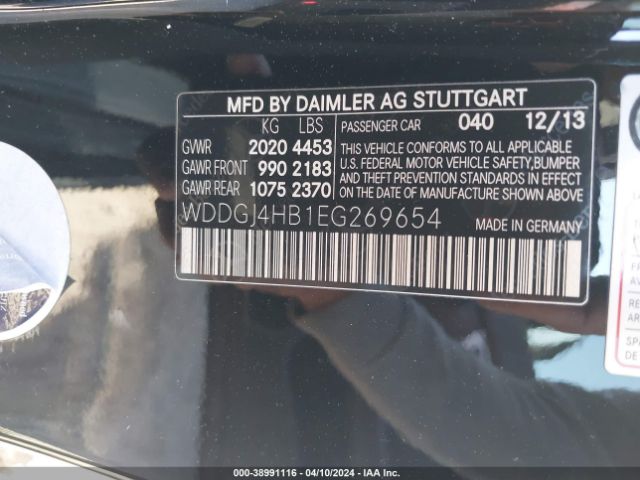 MFD BY DAIMLER AG STUTTGART
KG LBS
GVWR 2020 4453
GAWR FRONT 990 2183
GAWR REAR 1075 2370
PASSENGER CAR 040 12/13
THIS VEHICLE CONFORMS TO ALL APPLICABLE
U.S. FEDERAL MOTOR VEHICLE SAFETY,BUMPER
AND THEFT PREVENTION STANDARDS IN EFFECT
ON THE DATE OF MANUFACTURE SHOWN ABOVE
WDDGJ4HB1EG269654 MADE IN GERMANY
000-38991116 - 04/10/2024 - IAA Inc.